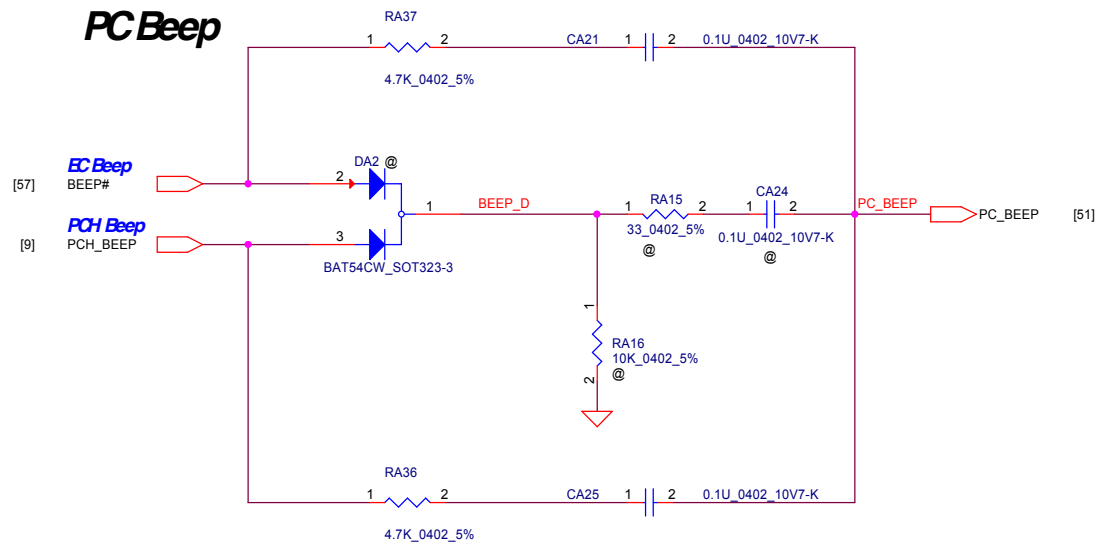 PC Beep
RA37
1 2 CA21 1 2 0.1U_0402_10V7-K
4.7K_0402_5%
EC Beep
DA2 @
[57] BEEP# 2
PCH Beep
1 BEEP_D 1 RA15 2 1 CA24 2 PC_BEEP PC_BEEP [51]
33_0402_5% 0.1U_0402_10V7-K
@ @
[9] PCH_BEEP 3
BAT54CW_SOT323-3
1
RA16
10K_0402_5%
@
2
RA36
1 2 CA25 1 2 0.1U_0402_10V7-K
4.7K_0402_5%